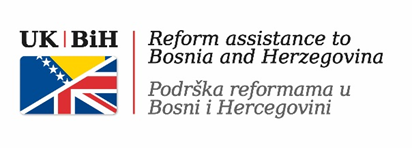 UK | BiH
Reform assistance to
Bosnia and Herzegovina
Podrška reformama u
Bosni i Hercegovini